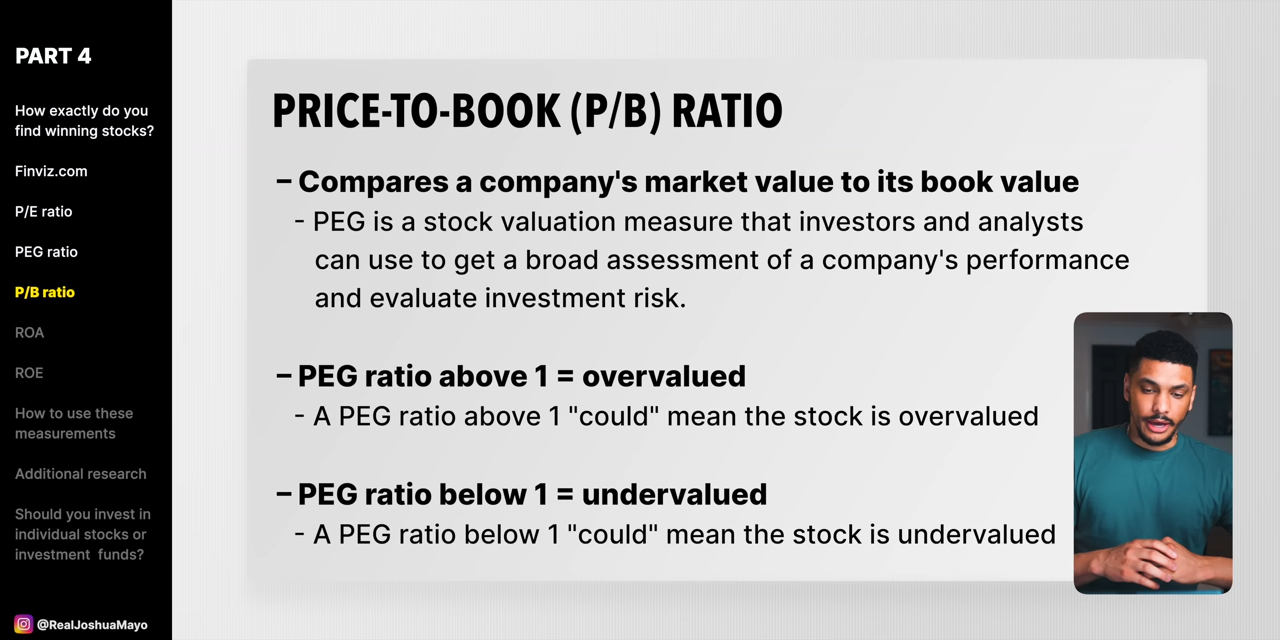 PART 4
How exactly do you
find winning stocks?
Finviz.com
P/E ratio
PEG ratio
P/B ratio
ROA
ROE
How to use these
measurements
Additional research
Should you invest in
individual stocks or
investment funds?
@RealJoshuaMayo
PRICE-TO-BOOK (P/B) RATIO
– Compares a company's market value to its book value
- PEG is a stock valuation measure that investors and analysts
can use to get a broad assessment of a company's performance
and evaluate investment risk.
– PEG ratio above 1 = overvalued
- A PEG ratio above 1 "could" mean the stock is overvalued
– PEG ratio below 1 = undervalued
- A PEG ratio below 1 "could" mean the stock is undervalued